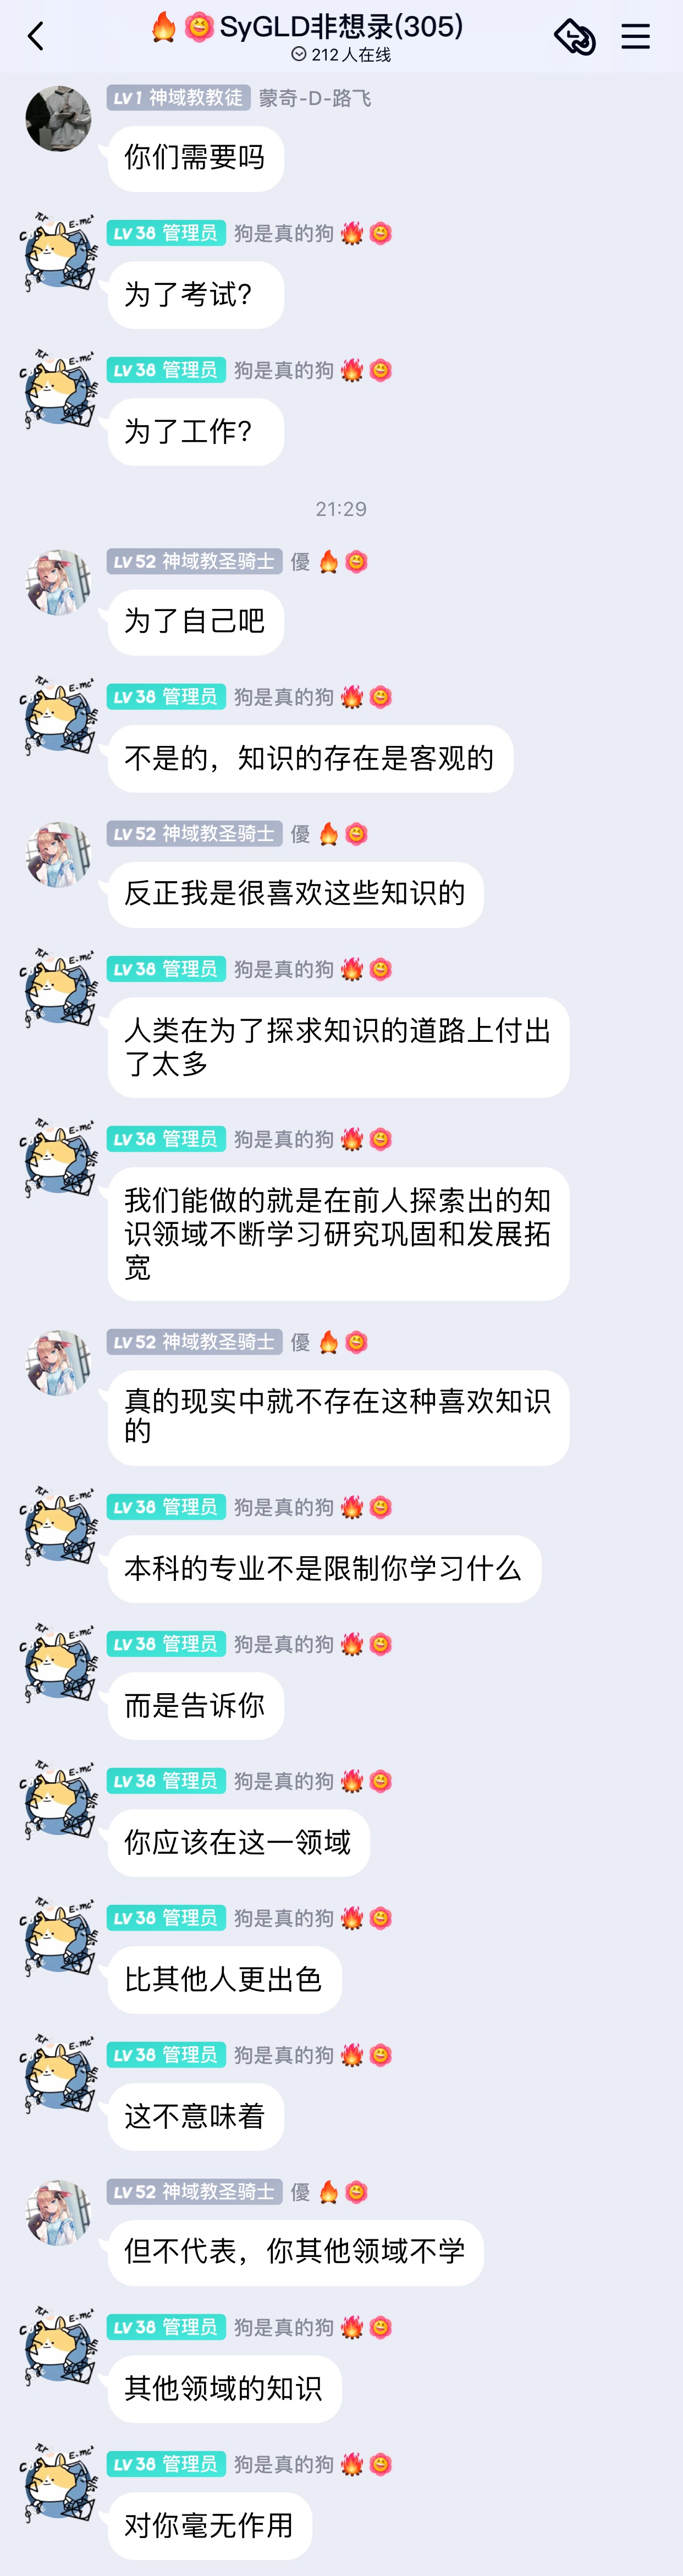 SyGLD非想录(305)
212人在线
LV1 神域教教徒 蒙奇-D-路飞
你们需要吗
LV38 管理员 狗是真的狗
为了考试?
LV38 管理员 狗是真的狗
为了工作?
21:29
LV52 神域教圣骑士 優
为了自己吧
LV38 管理员 狗是真的狗
不是的，知识的存在是客观的
LV52 神域教圣骑士 優
反正我是很喜欢这些知识的
LV38 管理员 狗是真的狗
人类在为了探求知识的道路上付出
了太多
LV38 管理员 狗是真的狗
我们能做的就是在前人探索出的知
识领域不断学习研究巩固和发展拓
宽
LV52 神域教圣骑士 優
真的现实中就不存在这种喜欢知识
的
LV38 管理员 狗是真的狗
本科的专业不是限制你学习什么
LV38 管理员 狗是真的狗
而是告诉你
LV38 管理员 狗是真的狗
你应该在这一领域
LV38 管理员 狗是真的狗
比其他人更出色
LV38 管理员 狗是真的狗
这不意味着
LV52 神域教圣骑士 優
但不代表，你其他领域不学
LV38 管理员 狗是真的狗
其他领域的知识
LV38 管理员 狗是真的狗
对你毫无作用